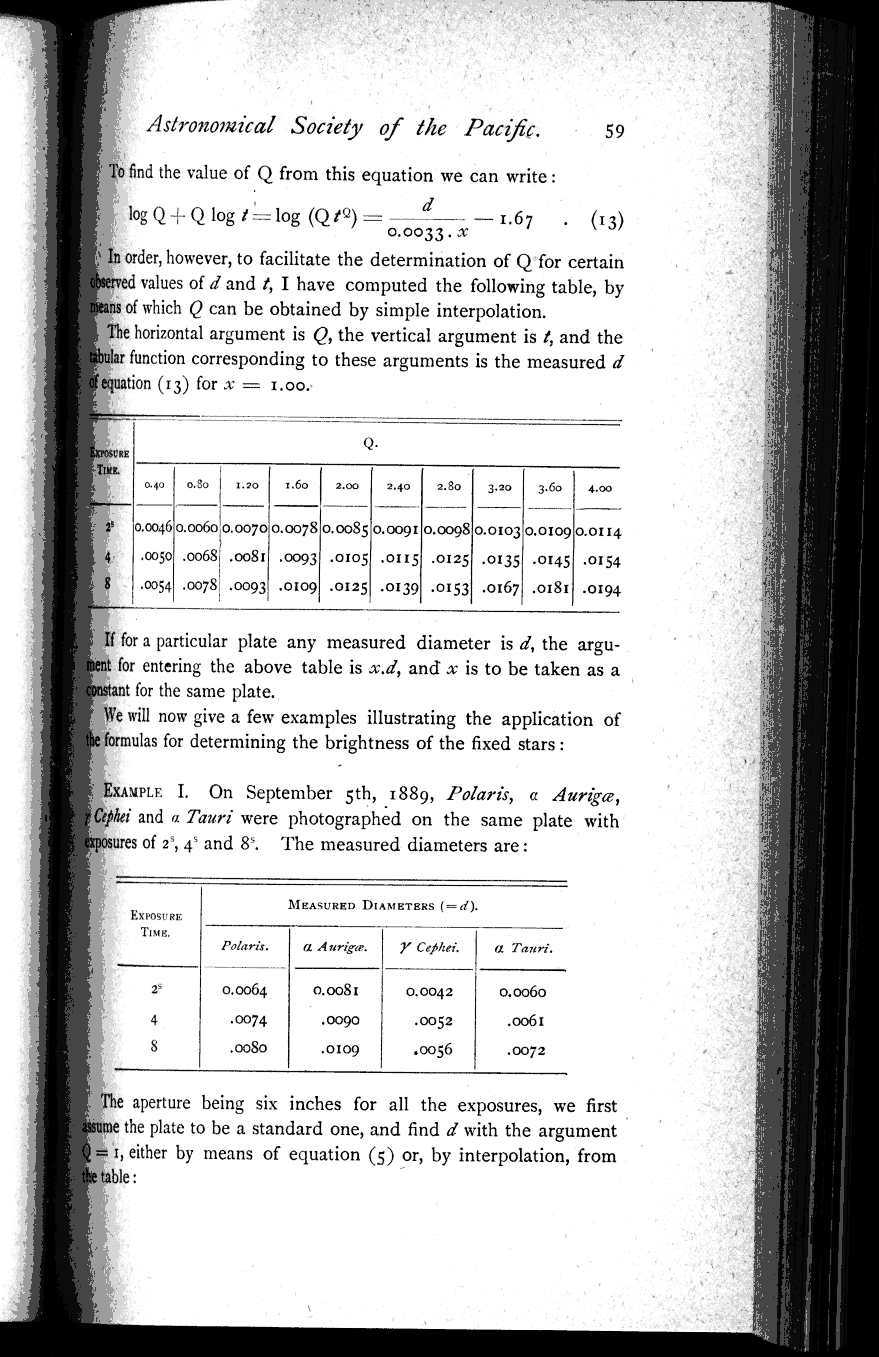 Astronomical Society of the Pacific. 59
To find the value of Q from this equation we can write:
log Q + Q log t = log (Q t^Q) = d / 0.0033 . x — 1.67 . (13)
In order, however, to facilitate the determination of Q for certain
observed values of d and t, I have computed the following table, by
means of which Q can be obtained by simple interpolation.
The horizontal argument is Q, the vertical argument is t, and the
tabular function corresponding to these arguments is the measured d
of equation (13) for x = 1.00.
EXPOSURE TIME. Q.
0.40 0.80 1.20 1.60 2.00 2.40 2.80 3.20 3.60 4.00
2s 0.0046 0.0060 0.0070 0.0078 0.0085 0.0091 0.0098 0.0103 0.0109 0.0114
4 .0050 .0068 .0081 .0093 .0105 .0115 .0125 .0135 .0145 .0154
8 .0054 .0078 .0093 .0109 .0125 .0139 .0153 .0167 .0181 .0194
If for a particular plate any measured diameter is d, the argu-
ment for entering the above table is x.d, and x is to be taken as a
constant for the same plate.
We will now give a few examples illustrating the application of
the formulas for determining the brightness of the fixed stars:
EXAMPLE I. On September 5th, 1889, Polaris, α Aurigæ,
γ Cephei and α Tauri were photographed on the same plate with
exposures of 2s, 4s and 8s. The measured diameters are:
EXPOSURE TIME. MEASURED DIAMETERS (=d).
Polaris. α Aurigæ. γ Cephei. α Tauri.
2s 0.0064 0.0081 0.0042 0.0060
4 .0074 .0090 .0052 .0061
8 .0080 .0109 .0056 .0072
The aperture being six inches for all the exposures, we first
assume the plate to be a standard one, and find d with the argument
Q = 1, either by means of equation (5) or, by interpolation, from
the table: